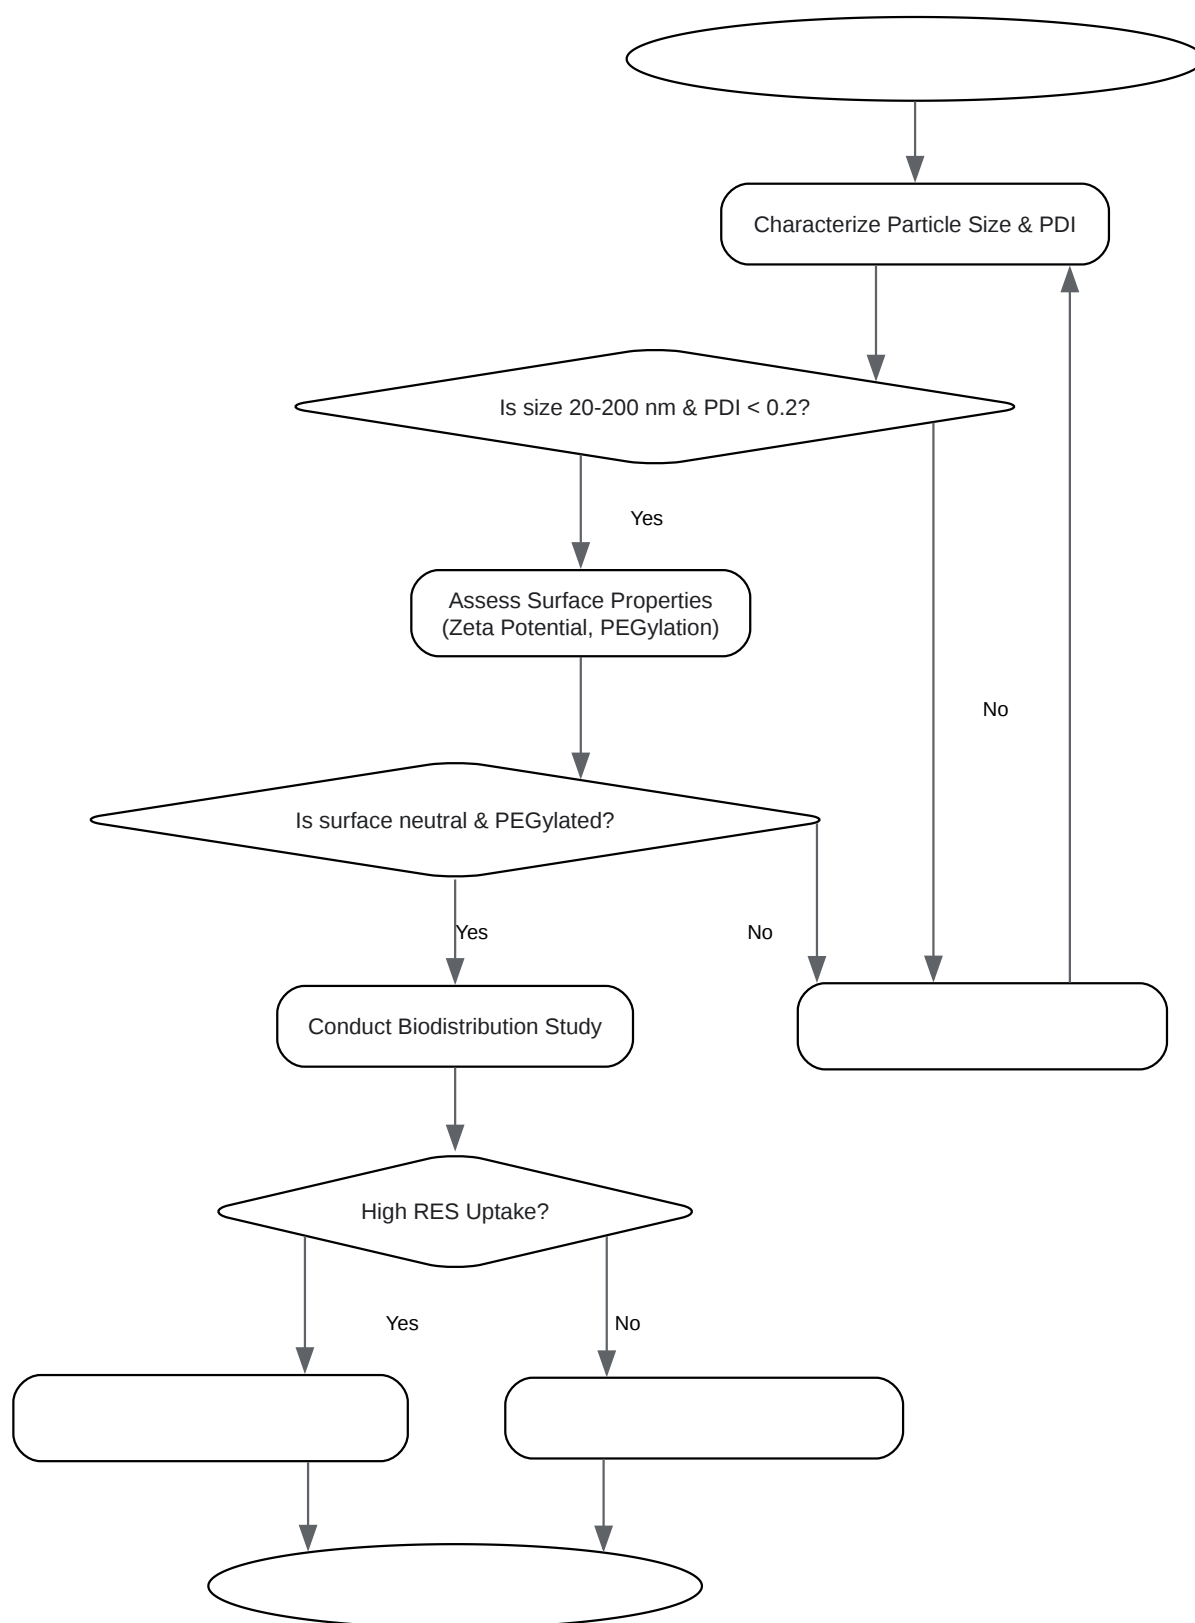 Characterize Particle Size & PDI
Is size 20-200 nm & PDI < 0.2?
Yes
Assess Surface Properties
(Zeta Potential, PEGylation)
No
Is surface neutral & PEGylated?
Yes
No
Conduct Biodistribution Study
High RES Uptake?
Yes
No